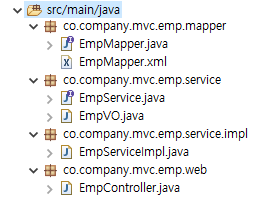 src/main/java
co.company.mvc.emp.mapper
EmpMapper.java
EmpMapper.xml
co.company.mvc.emp.service
EmpService.java
EmpVO.java
co.company.mvc.emp.service.impl
EmpServiceImpl.java
co.company.mvc.emp.web
EmpController.java